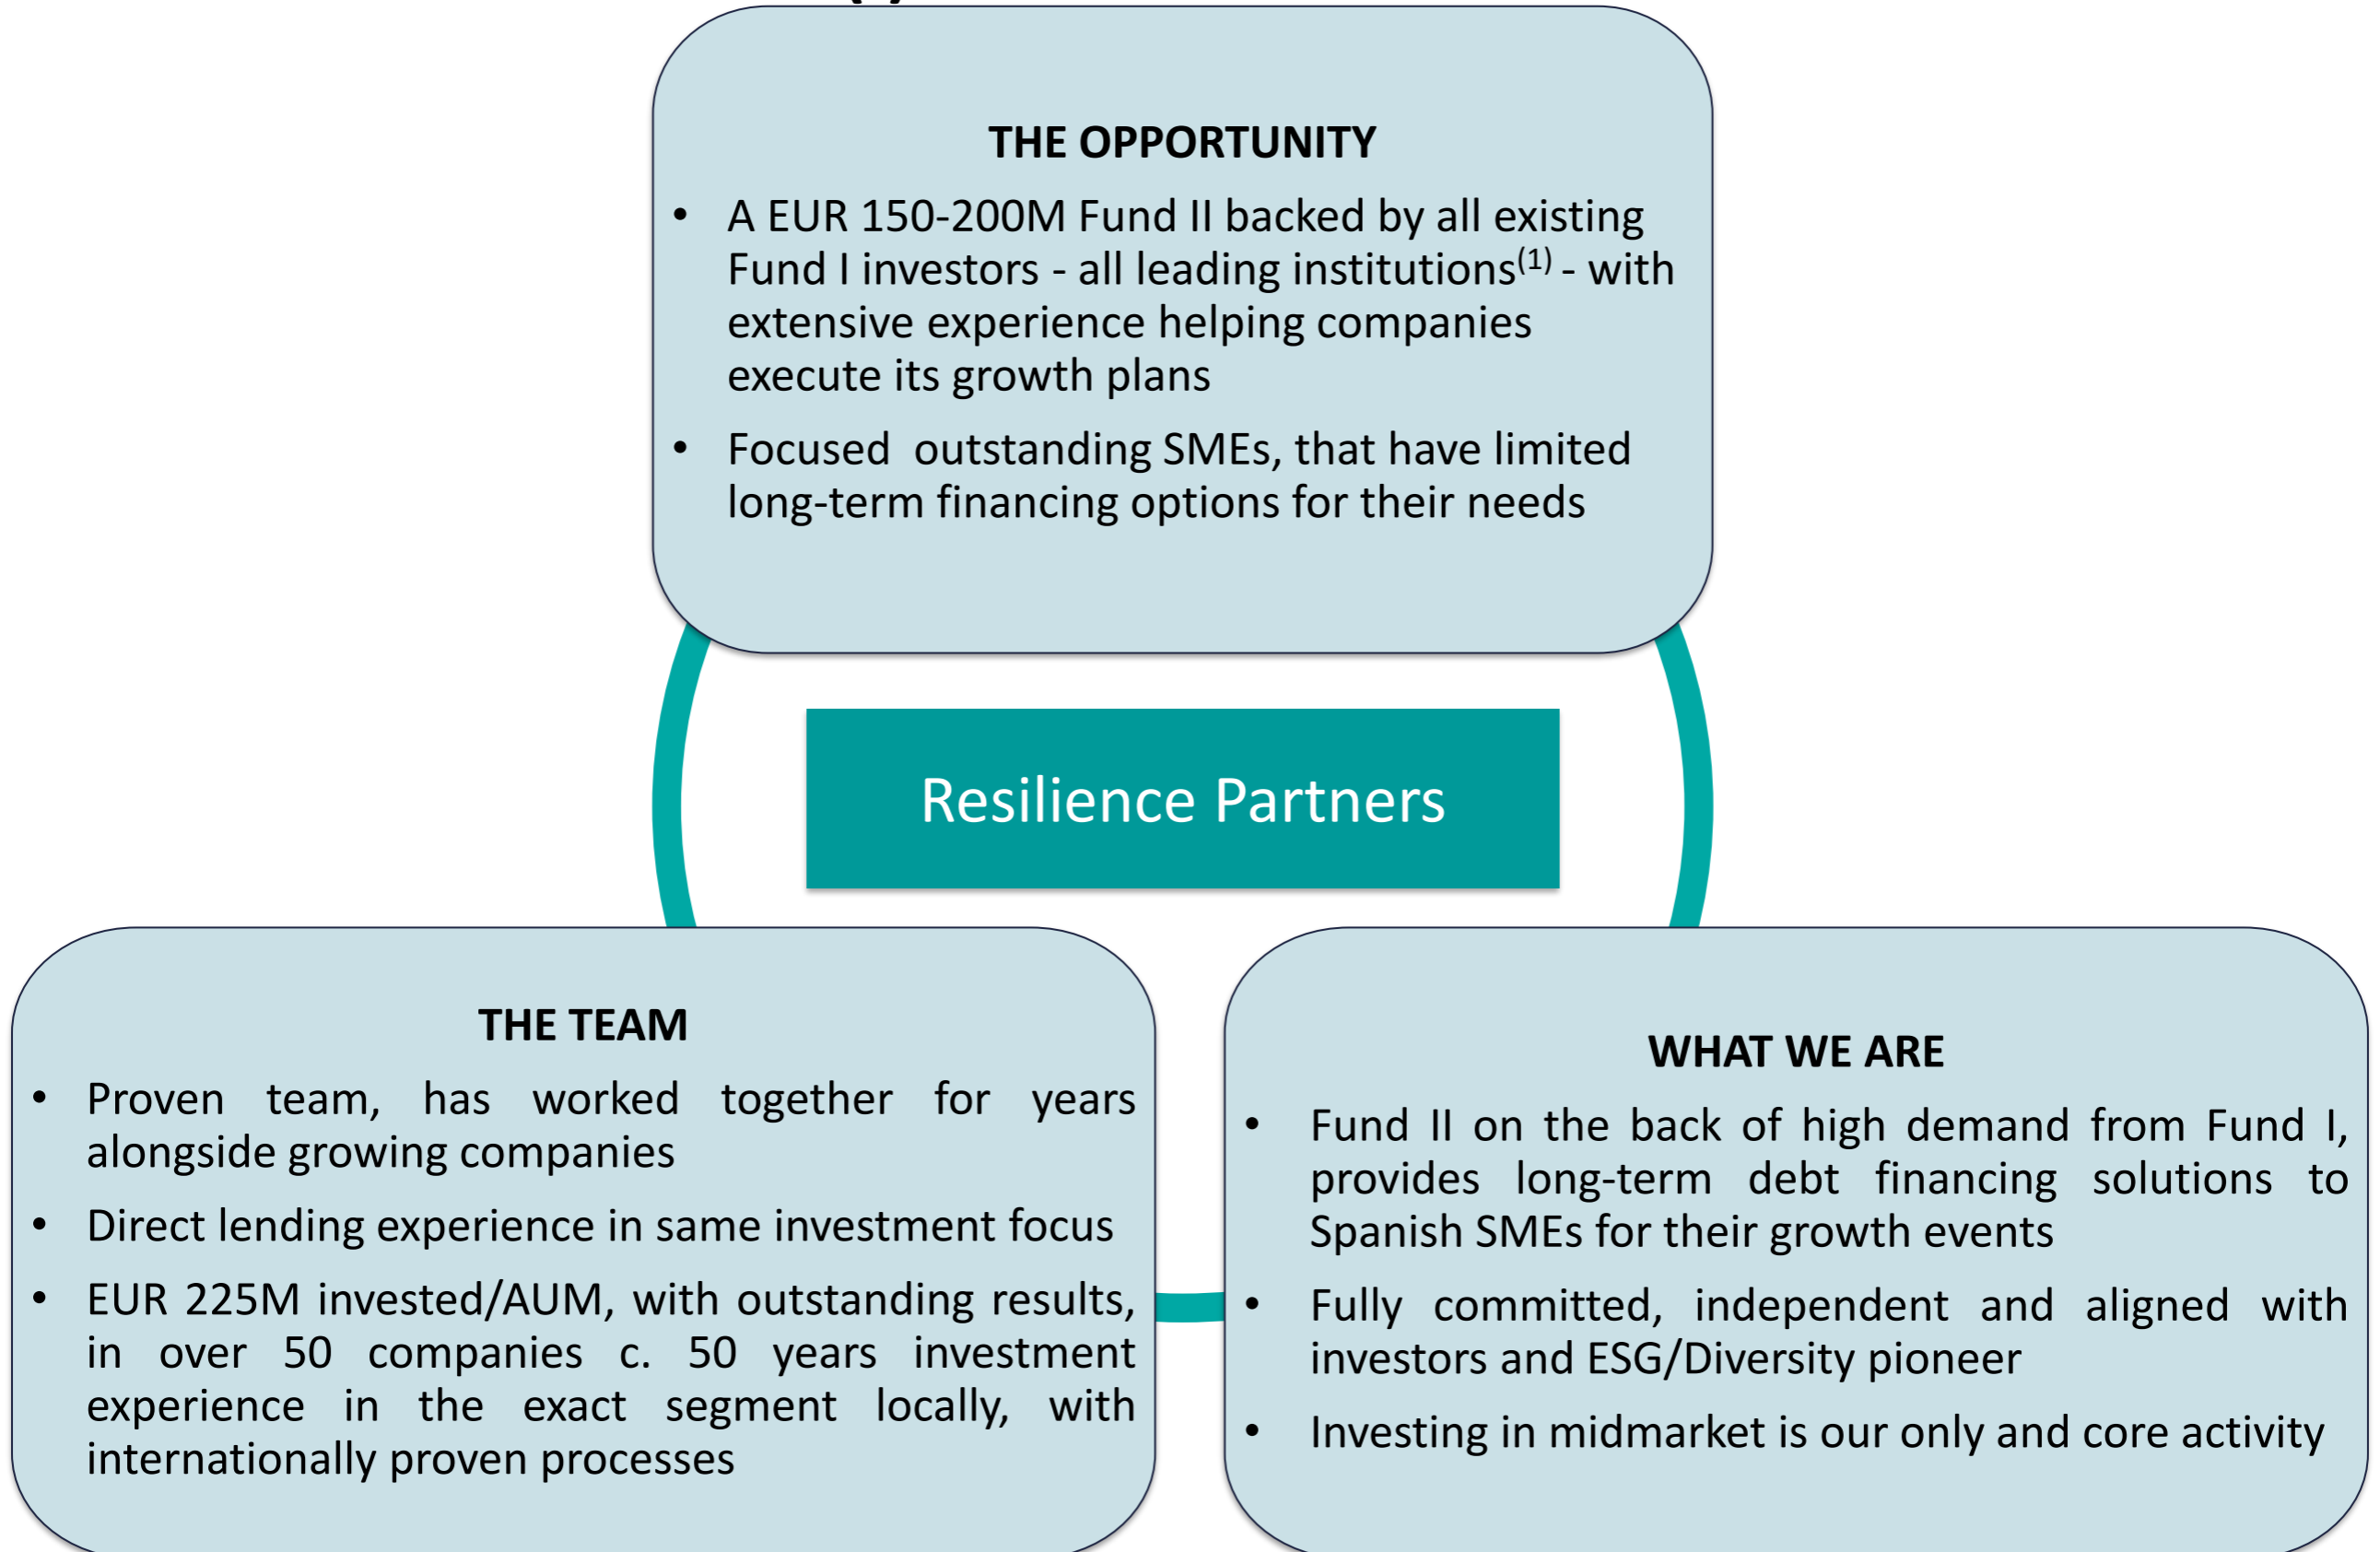 THE OPPORTUNITY
• A EUR 150-200M Fund II backed by all existing
Fund I investors - all leading institutions(1) - with
extensive experience helping companies
execute its growth plans
• Focused  outstanding SMEs, that have limited
long-term financing options for their needs
Resilience Partners
THE TEAM
• Proven team, has worked together for years
alongside growing companies
• Direct lending experience in same investment focus
• EUR 225M invested/AUM, with outstanding results,
in over 50 companies c. 50 years investment
experience in the exact segment locally, with
internationally proven processes
WHAT WE ARE
• Fund II on the back of high demand from Fund I,
provides long-term debt financing solutions to
Spanish SMEs for their growth events
• Fully committed, independent and aligned with
investors and ESG/Diversity pioneer
• Investing in midmarket is our only and core activity